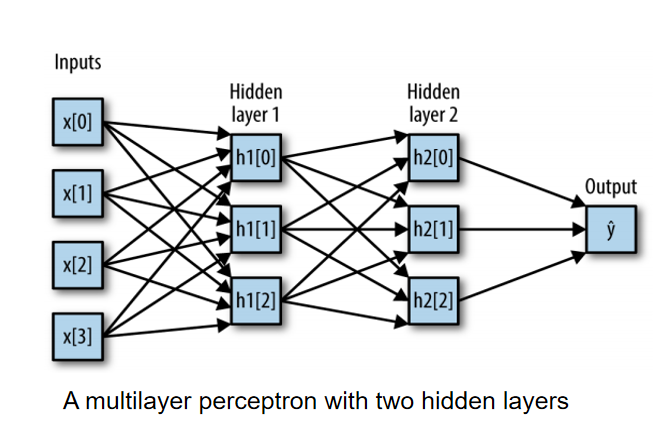 Inputs
Hidden
layer 1
Hidden
layer 2
Output
x[0]
x[1]
x[2]
x[3]
h1[0]
h1[1]
h1[2]
h2[0]
h2[1]
h2[2]
ŷ
A multilayer perceptron with two hidden layers